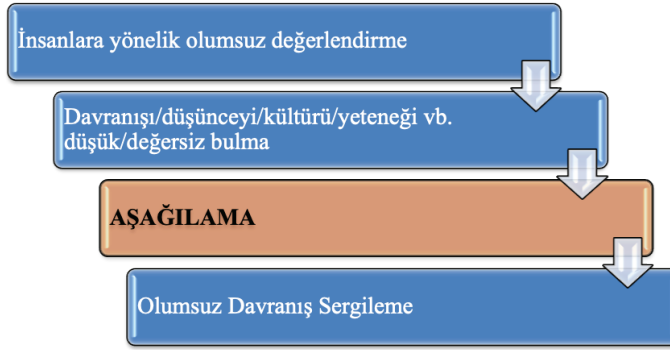 İnsanlara yönelik olumsuz değerlendirme
Davranışı/düşünceyi/kültürü/yeteneği vb.
düşük/değersiz bulma
AŞAĞILAMA
Olumsuz Davranış Sergileme